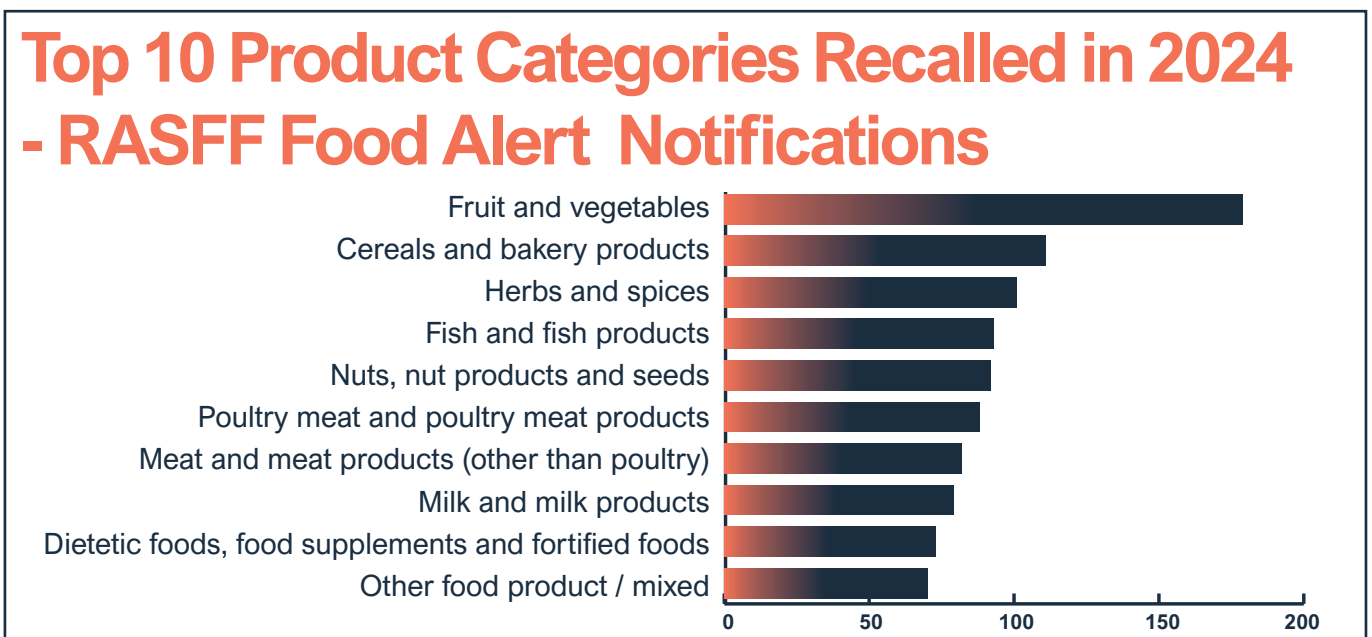 Top 10 Product Categories Recalled in 2024
- RASFF Food Alert Notifications
Fruit and vegetables
Cereals and bakery products
Herbs and spices
Fish and fish products
Nuts, nut products and seeds
Poultry meat and poultry meat products
Meat and meat products (other than poultry)
Milk and milk products
Dietetic foods, food supplements and fortified foods
Other food product / mixed
0 50 100 150 200